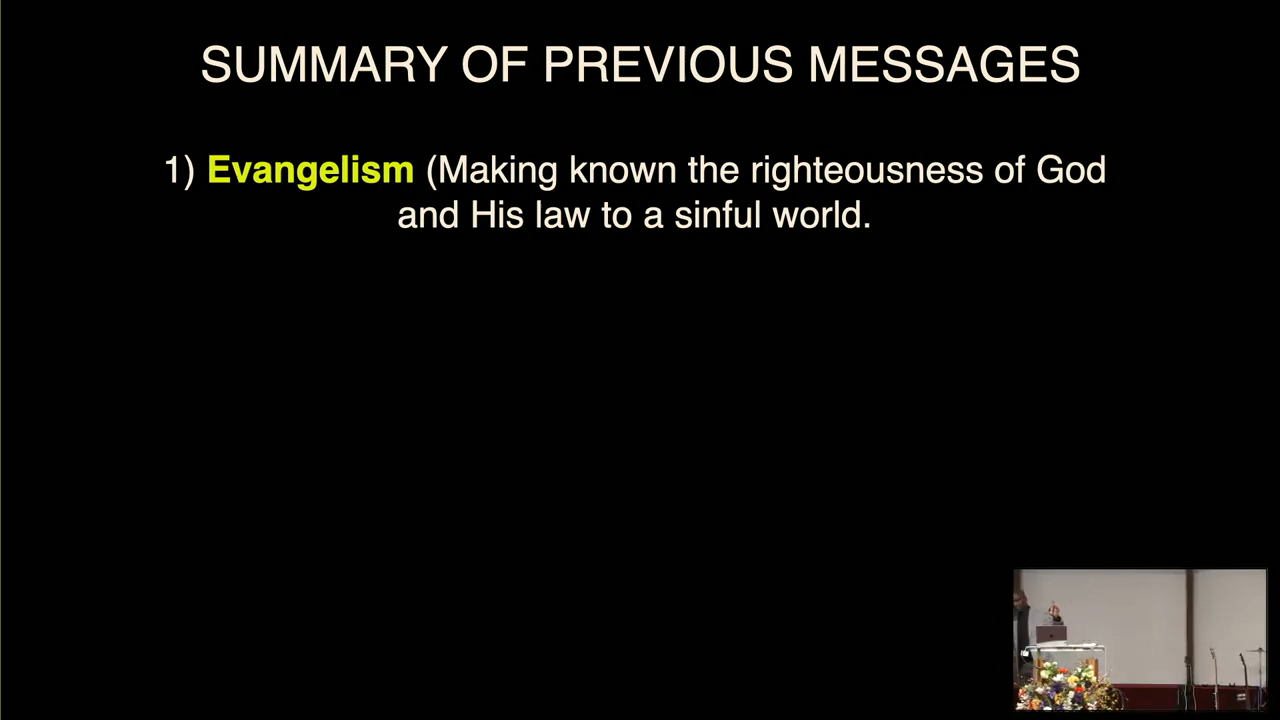 SUMMARY OF PREVIOUS MESSAGES
1) Evangelism (Making known the righteousness of God
and His law to a sinful world.